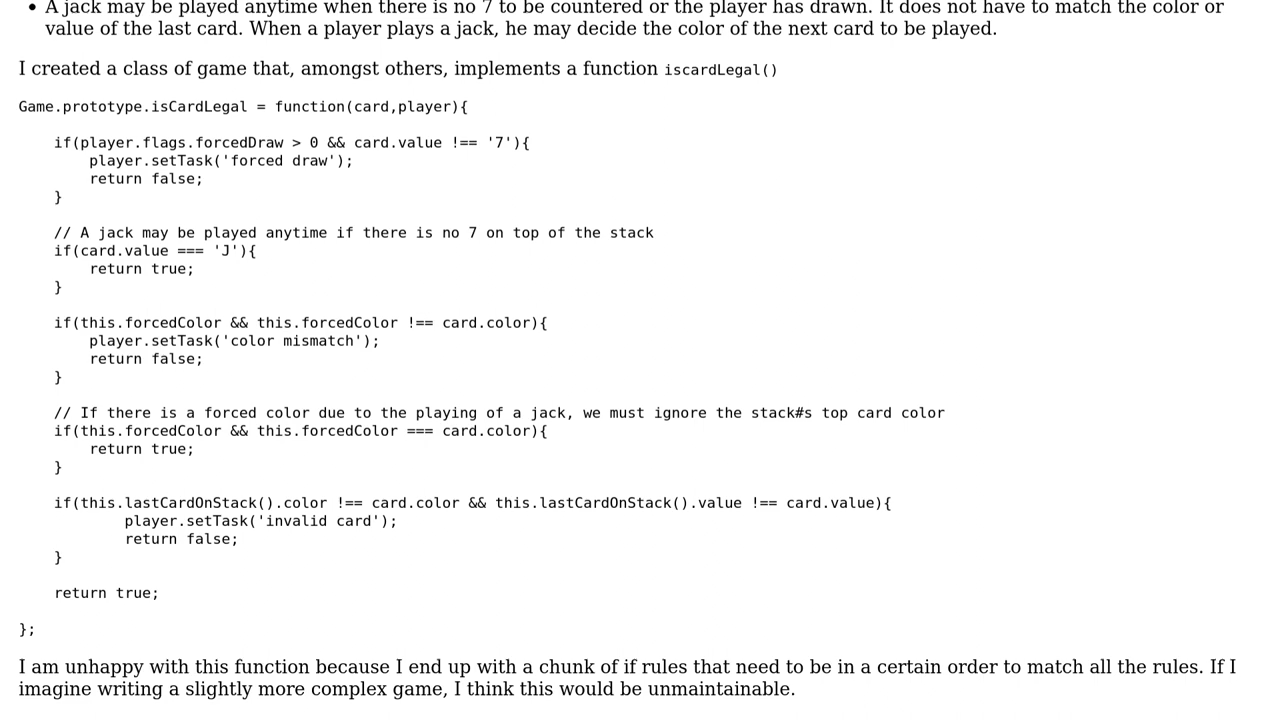 • A jack may be played anytime when there is no 7 to be countered or the player has drawn. It does not have to match the color or
value of the last card. When a player plays a jack, he may decide the color of the next card to be played.
I created a class of game that, amongst others, implements a function iscardLegal()
Game.prototype.isCardLegal = function(card,player){
    if(player.flags.forcedDraw > 0 && card.value !== '7'){
        player.setTask('forced draw');
        return false;
    }
    // A jack may be played anytime if there is no 7 on top of the stack
    if(card.value === 'J'){
        return true;
    }
    if(this.forcedColor && this.forcedColor !== card.color){
        player.setTask('color mismatch');
        return false;
    }
    // If there is a forced color due to the playing of a jack, we must ignore the stack#s top card color
    if(this.forcedColor && this.forcedColor === card.color){
        return true;
    }
    if(this.lastCardOnStack().color !== card.color && this.lastCardOnStack().value !== card.value){
            player.setTask('invalid card');
            return false;
    }
    return true;
};
I am unhappy with this function because I end up with a chunk of if rules that need to be in a certain order to match all the rules. If I
imagine writing a slightly more complex game, I think this would be unmaintainable.